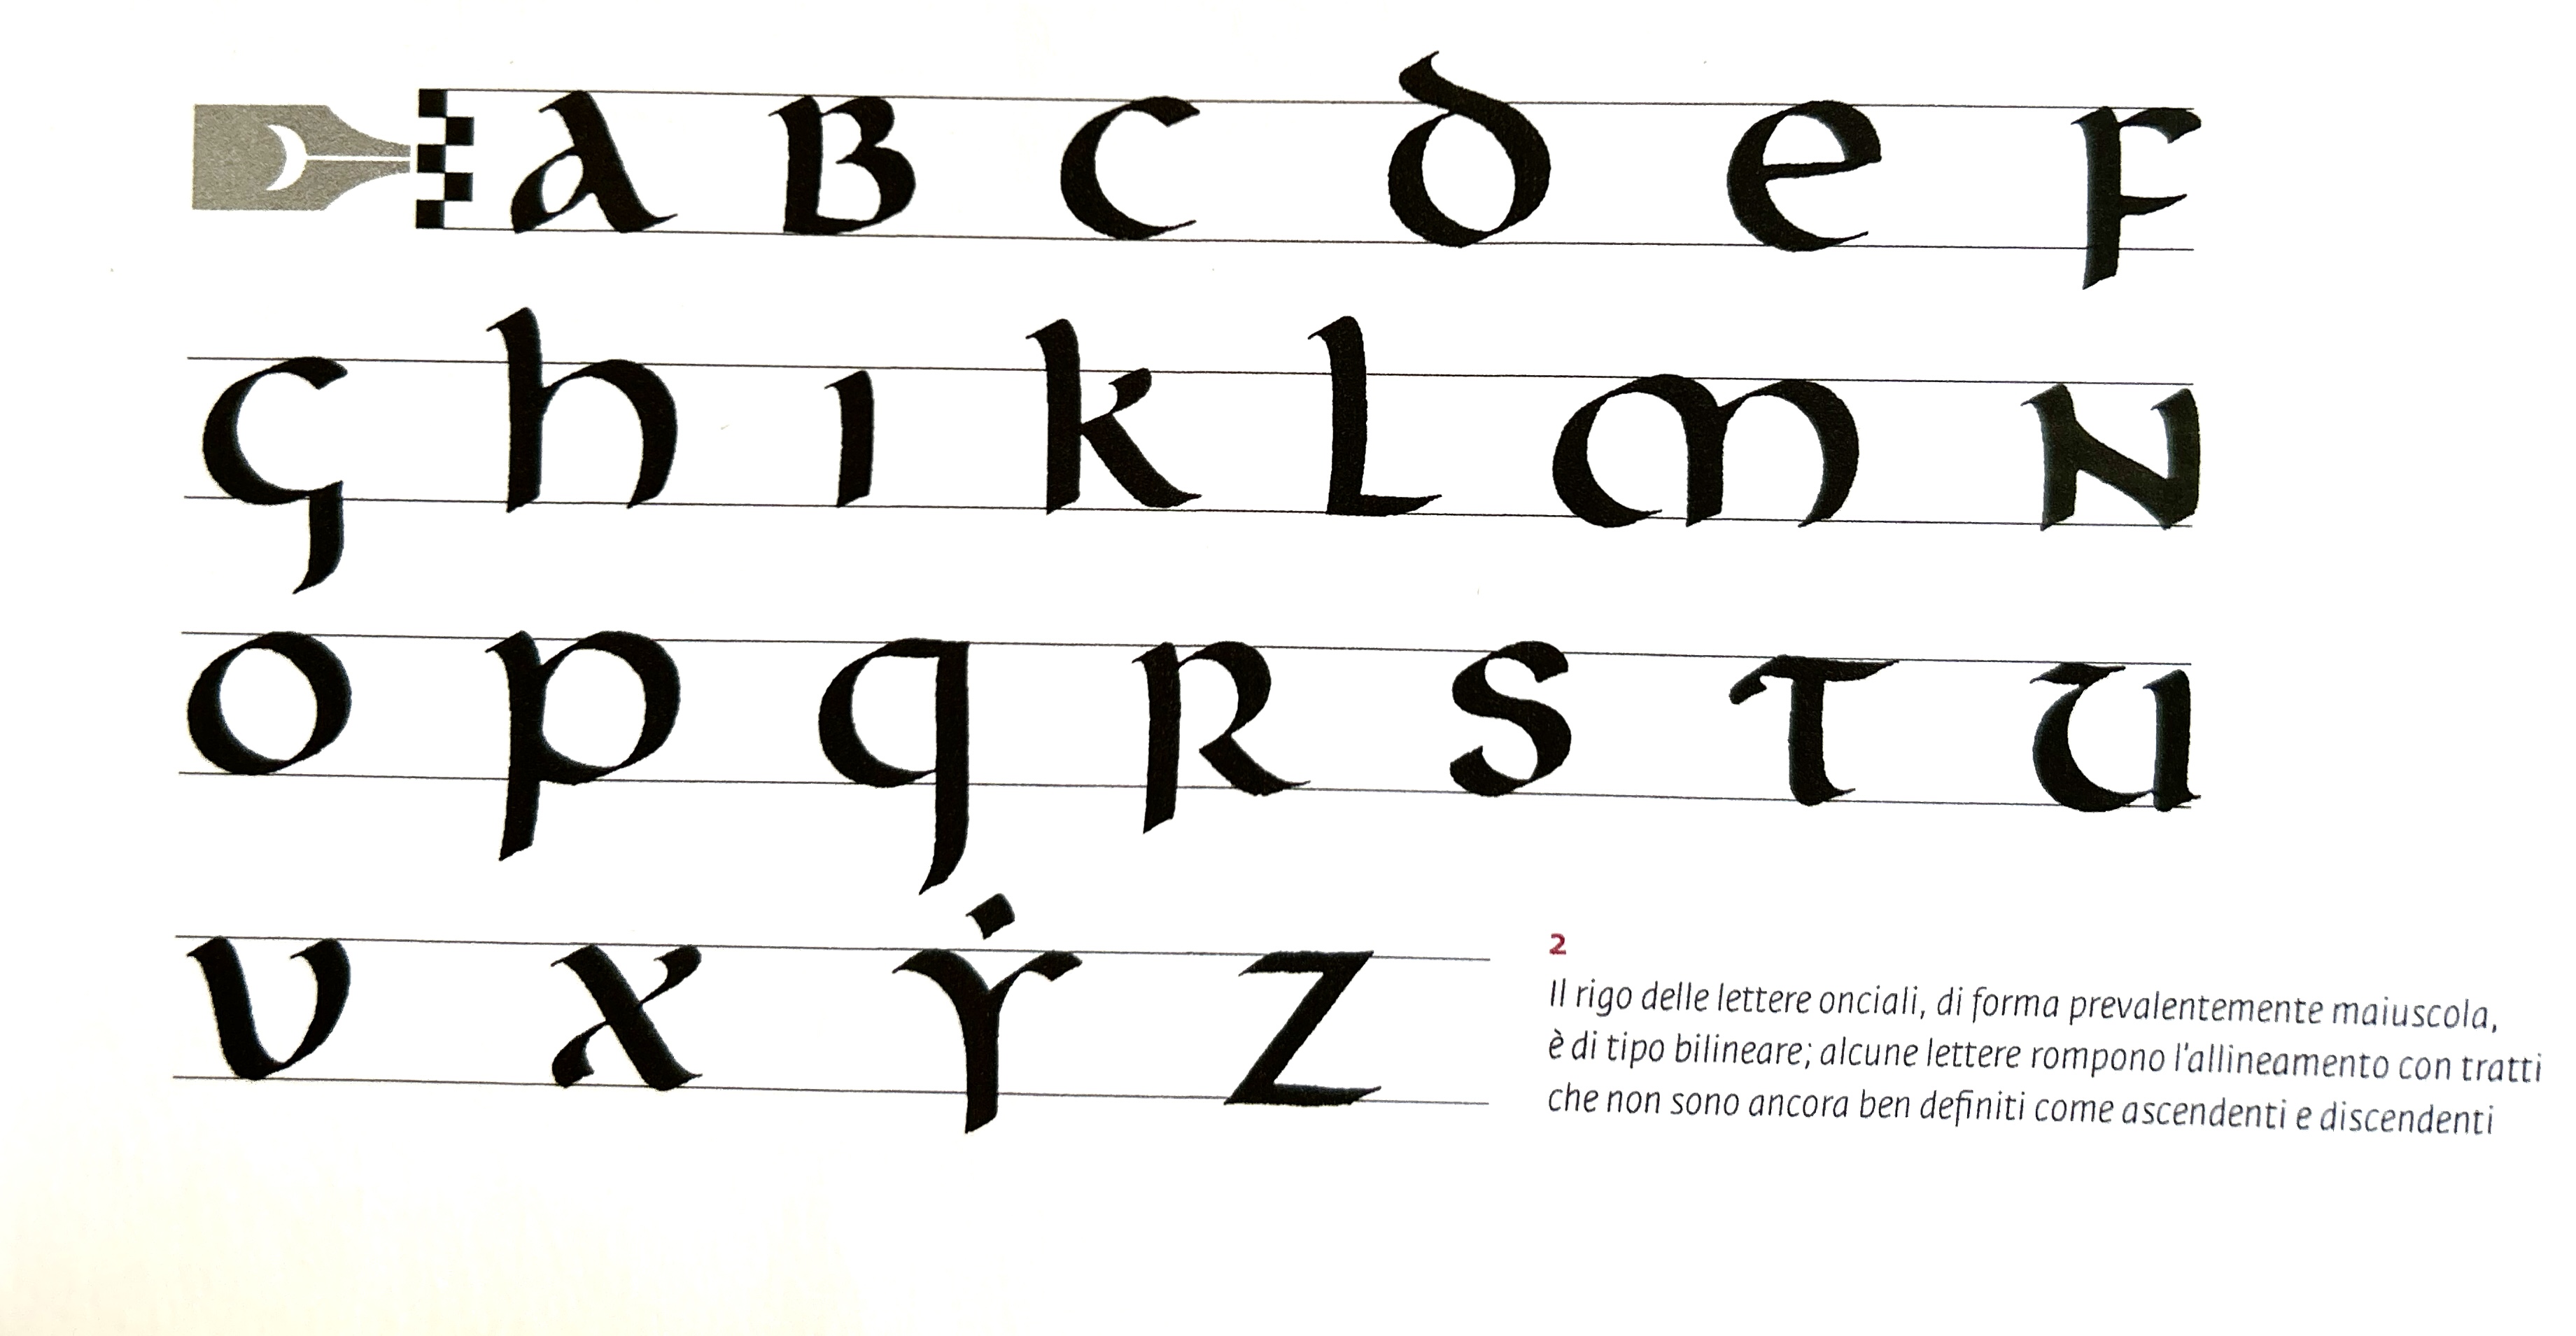 a B c d e F
G h ı k L m N
o p q R S T U
V X Ẏ Z
2
Il rigo delle lettere onciali, di forma prevalentemente maiuscola,
è di tipo bilineare; alcune lettere rompono l'allineamento con tratti
che non sono ancora ben definiti come ascendenti e discendenti